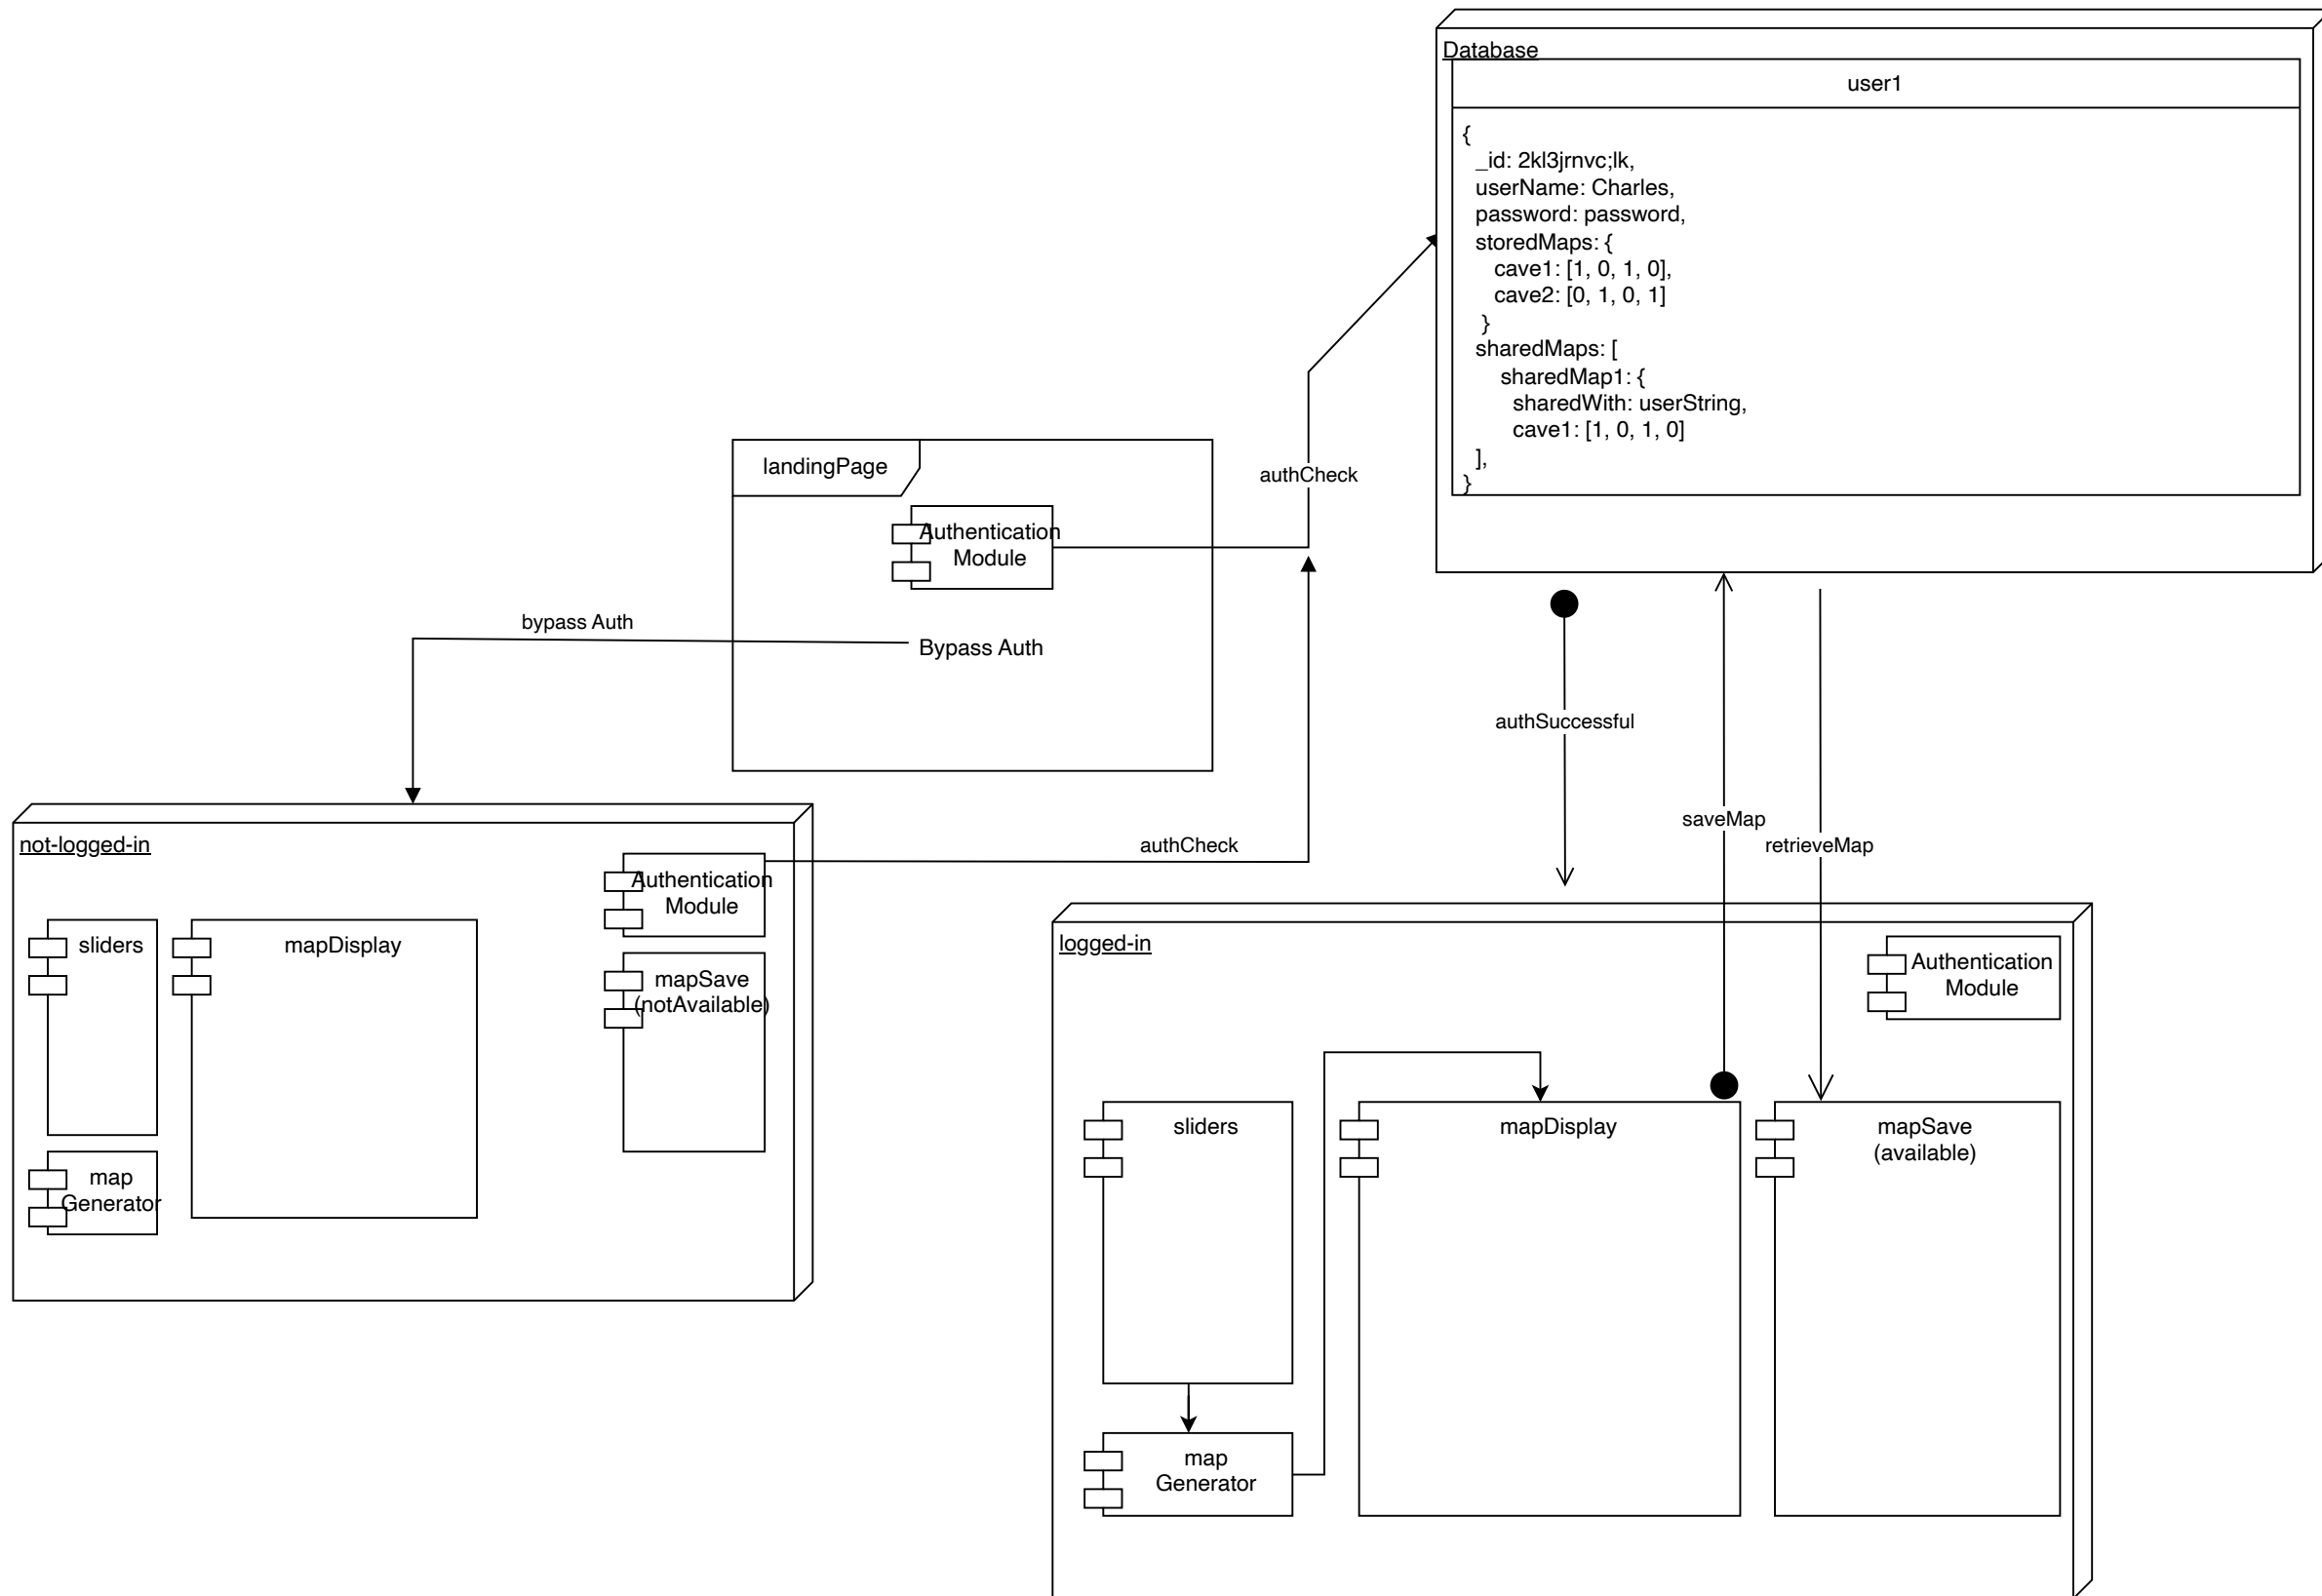 Database
user1
{
_id: 2kl3jrnvc;lk,
userName: Charles,
password: password,
storedMaps: {
cave1: [1, 0, 1, 0],
cave2: [0, 1, 0, 1]
}
sharedMaps: [
sharedMap1: {
sharedWith: userString,
cave1: [1, 0, 1, 0]
],
}
landingPage
authCheck
Authentication
Module
bypass Auth
Bypass Auth
authSuccessful
saveMap
retrieveMap
not-logged-in
authCheck
Authentication
Module
sliders
mapDisplay
mapSave
(notAvailable)
map
Generator
logged-in
Authentication
Module
sliders
mapDisplay
mapSave
(available)
map
Generator